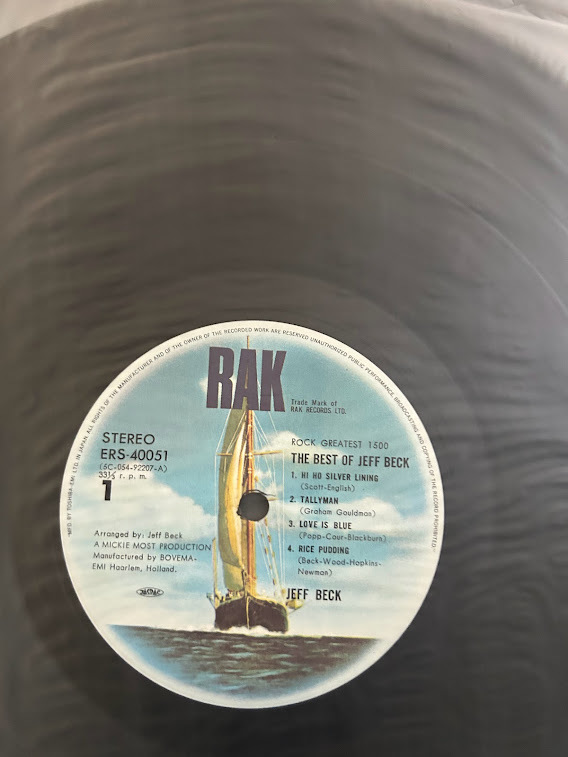 MFD. BY TOSHIBA-EMI LTD. IN JAPAN. ALL RIGHTS OF THE MANUFACTURER AND OF THE OWNER OF THE RECORDED WORK ARE RESERVED UNAUTHORIZED PUBLIC PERFORMANCE, BROADCASTING AND COPYING OF THE RECORD PROHIBITED
RAK
Trade Mark of
RAK RECORDS LTD.
STEREO
ERS-40051
(5C-054-92207-A)
33⅓ r. p. m.
1
ROCK GREATEST 1500
THE BEST OF JEFF BECK
1. HI HO SILVER LINING
(Scott-English)
2. TALLYMAN
(Graham Gouldman)
3. LOVE IS BLUE
(Popp-Cour-Blackburn)
4. RICE PUDDING
(Beck-Wood-Hopkins-
Newman)
Arranged by: Jeff Beck
A MICKIE MOST PRODUCTION
Manufactured by BOVEMA-
EMI Haarlem, Holland.
JEFF BECK